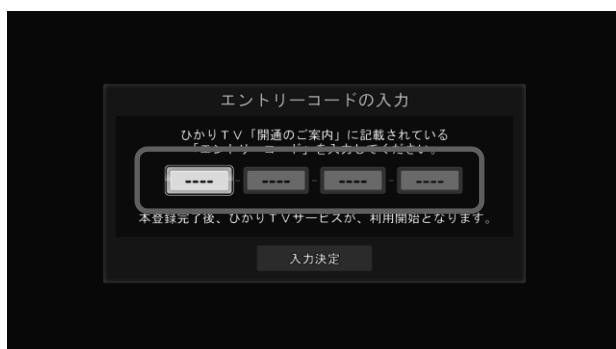 エントリーコードの入力
ひかりTV「開通のご案内」に記載されている
「エントリーコード」を入力してください。
---- - ---- - ---- - ----
本登録完了後、ひかりTVサービスが、利用開始となります。
入力決定